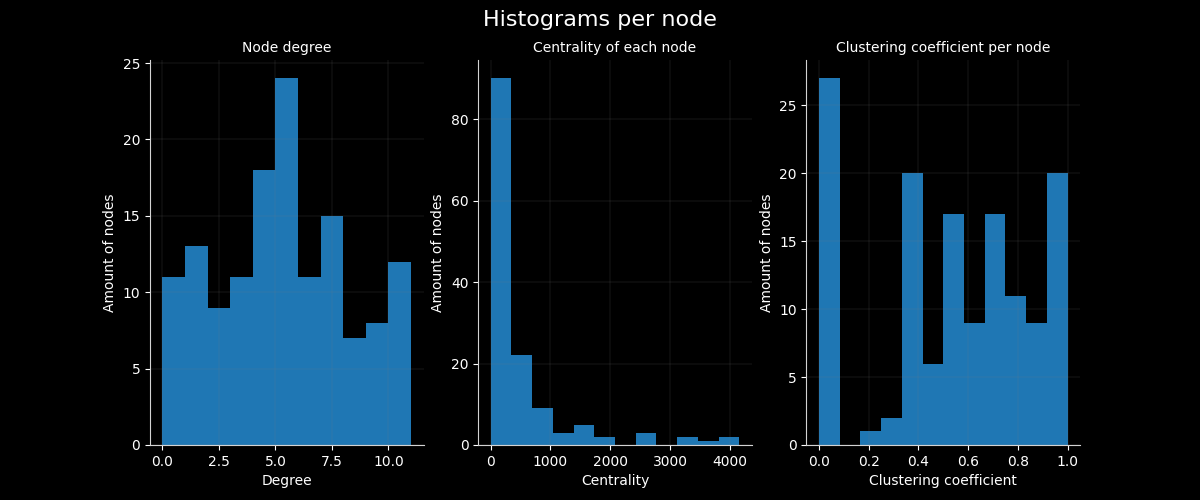 Histograms per node
Node degree
Amount of nodes
0
5
10
15
20
25
0.0 2.5 5.0 7.5 10.0
Degree
Centrality of each node
Amount of nodes
0
20
40
60
80
0 1000 2000 3000 4000
Centrality
Clustering coefficient per node
Amount of nodes
0
5
10
15
20
25
0.0 0.2 0.4 0.6 0.8 1.0
Clustering coefficient